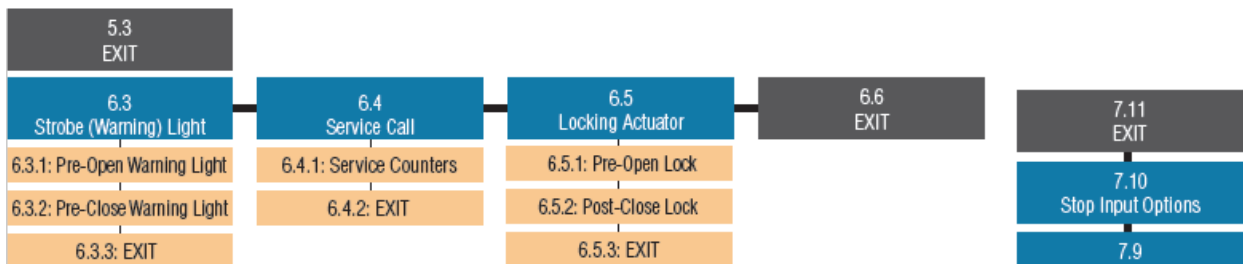 5.3
EXIT
6.3
Strobe (Warning) Light
6.3.1: Pre-Open Warning Light
6.3.2: Pre-Close Warning Light
6.3.3: EXIT
6.4
Service Call
6.4.1: Service Counters
6.4.2: EXIT
6.5
Locking Actuator
6.5.1: Pre-Open Lock
6.5.2: Post-Close Lock
6.5.3: EXIT
6.6
EXIT
7.11
EXIT
7.10
Stop Input Options
7.9